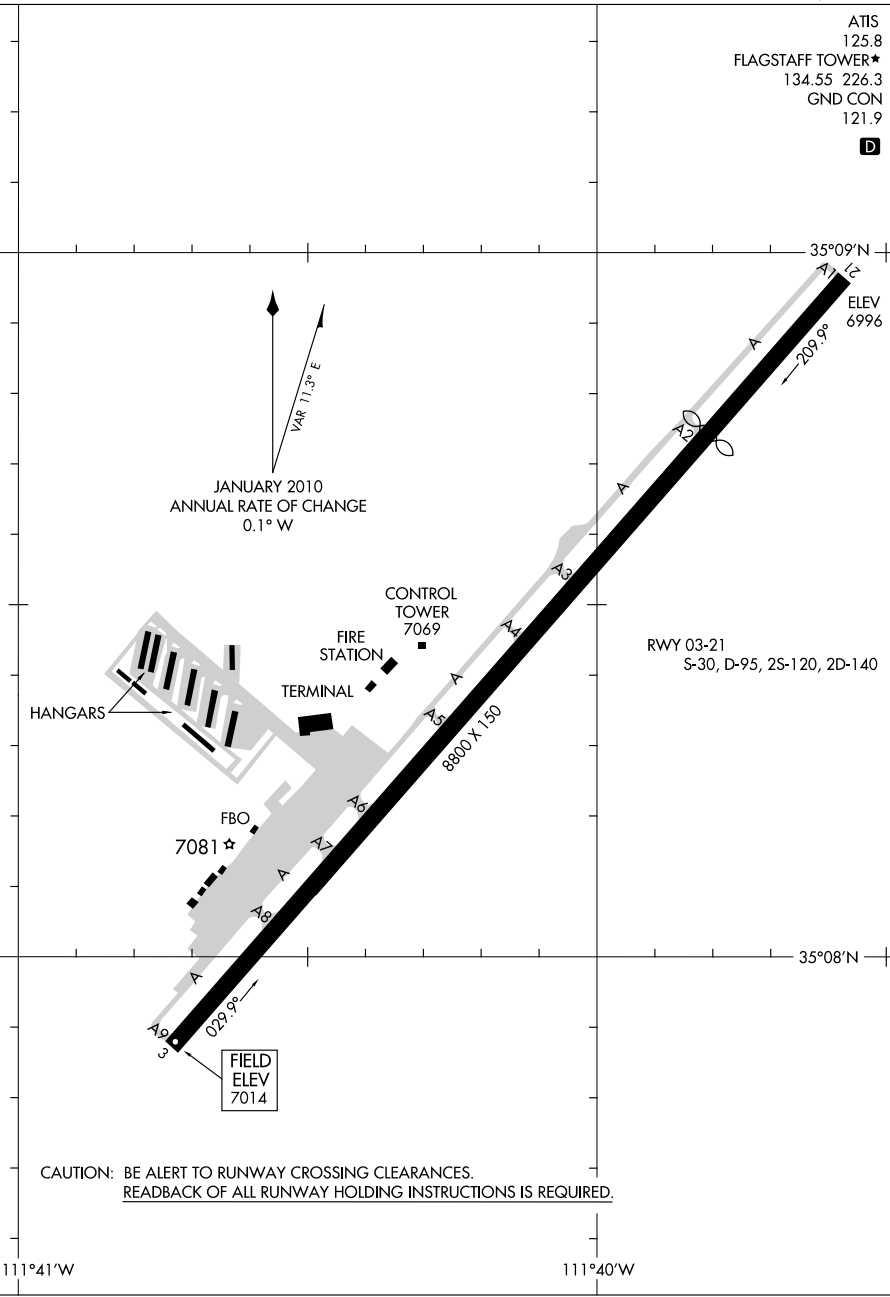 ATIS
125.8
FLAGSTAFF TOWER★
134.55 226.3
GND CON
121.9
D
35°09'N
A1
21
ELEV
6996
A
209.9°
VAR 11.3° E
A2
JANUARY 2010
ANNUAL RATE OF CHANGE
0.1° W
A
A3
CONTROL
TOWER
7069
A4
FIRE
STATION
RWY 03-21
S-30, D-95, 2S-120, 2D-140
A
TERMINAL
HANGARS
A5
8800 X 150
A6
FBO
7081
A7
A
A8
35°08'N
A
029.9°
A9
3
FIELD
ELEV
7014
CAUTION: BE ALERT TO RUNWAY CROSSING CLEARANCES.
READBACK OF ALL RUNWAY HOLDING INSTRUCTIONS IS REQUIRED.
111°41'W
111°40'W